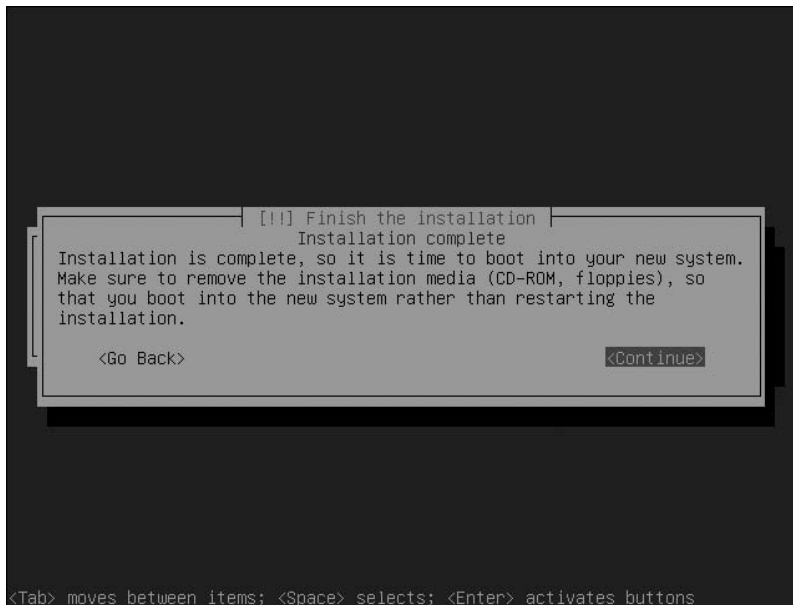 [!!] Finish the installation
Installation complete
Installation is complete, so it is time to boot into your new system.
Make sure to remove the installation media (CD-ROM, floppies), so
that you boot into the new system rather than restarting the
installation.
<Go Back> <Continue>
<Tab> moves between items; <Space> selects; <Enter> activates buttons